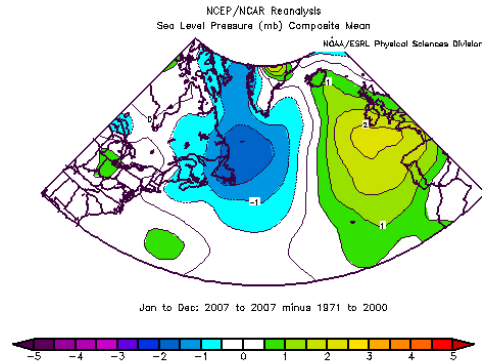 NCEP/NCAR Reanalysis
Sea Level Pressure (mb) Composite Mean
NOAA/ESRL Physical Sciences Division
1
0
2
-1
1
Jan to Dec: 2007 to 2007 minus 1971 to 2000
-5 -4 -3 -2 -1 0 1 2 3 4 5